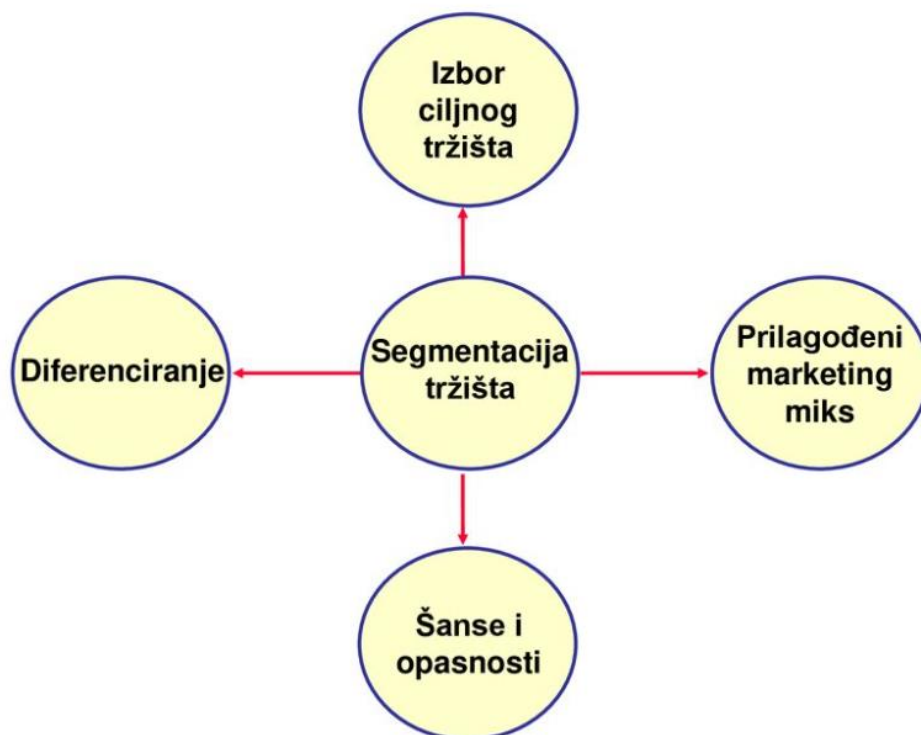 Izbor
ciljnog
tržišta
Diferenciranje
Segmentacija
tržišta
Prilagođeni
marketing
miks
Šanse i
opasnosti